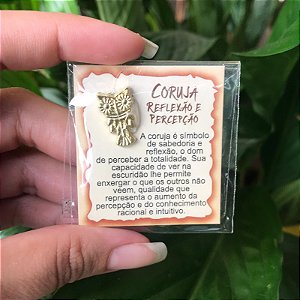 CORUJA
REFLEXÃO E
PERCEPÇÃO
A coruja é símbolo
de sabedoria e
reflexão, o dom
de perceber a totalidade. Sua
capacidade de ver na
escuridão lhe permite
enxergar o que os outros não
veem, qualidade que
representa o aumento da
percepção e do conhecimento
racional e intuitivo.